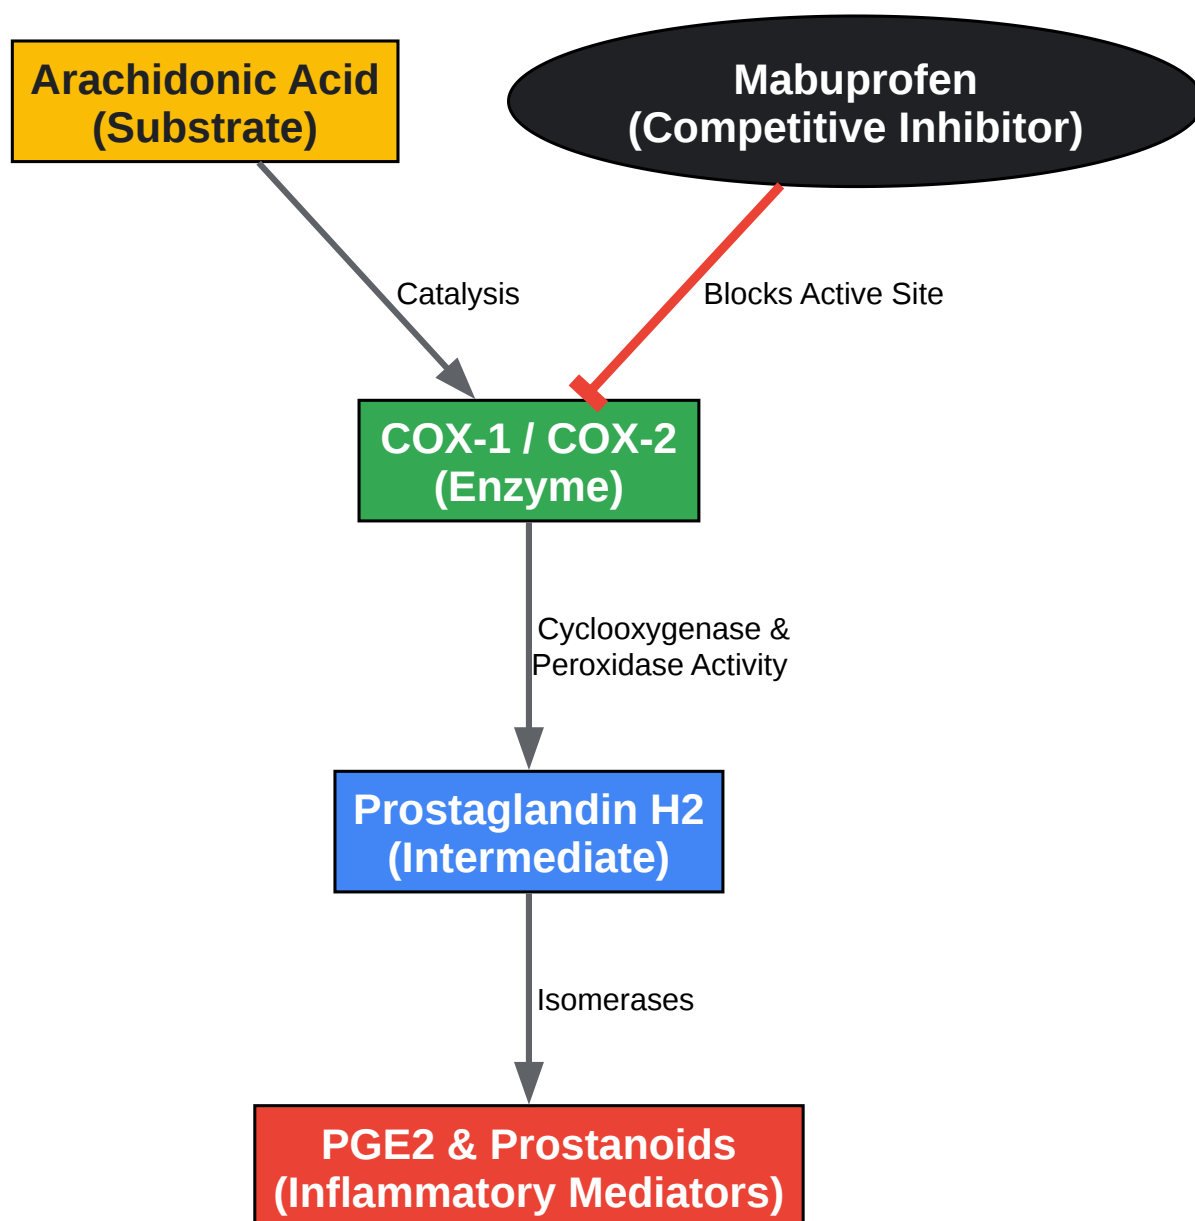 Arachidonic Acid
(Substrate)
Mabuprofen
(Competitive Inhibitor)
Catalysis
Blocks Active Site
COX-1 / COX-2
(Enzyme)
Cyclooxygenase &
Peroxidase Activity
Prostaglandin H2
(Intermediate)
Isomerases
PGE2 & Prostanoids
(Inflammatory Mediators)